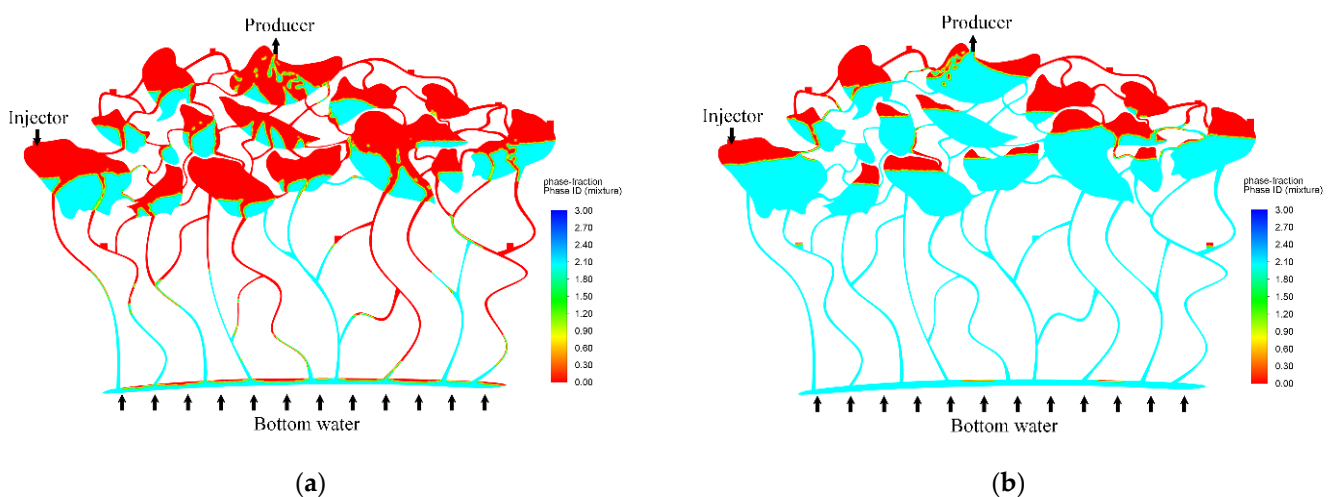 Producer
Injector
phase-fraction
Phase ID (mixture)
3.00
2.70
2.40
2.10
1.80
1.50
1.20
0.90
0.60
0.30
0.00
Bottom water
(a)
Producer
Injector
phase-fraction
Phase ID (mixture)
3.00
2.70
2.40
2.10
1.80
1.50
1.20
0.90
0.60
0.30
0.00
Bottom water
(b)